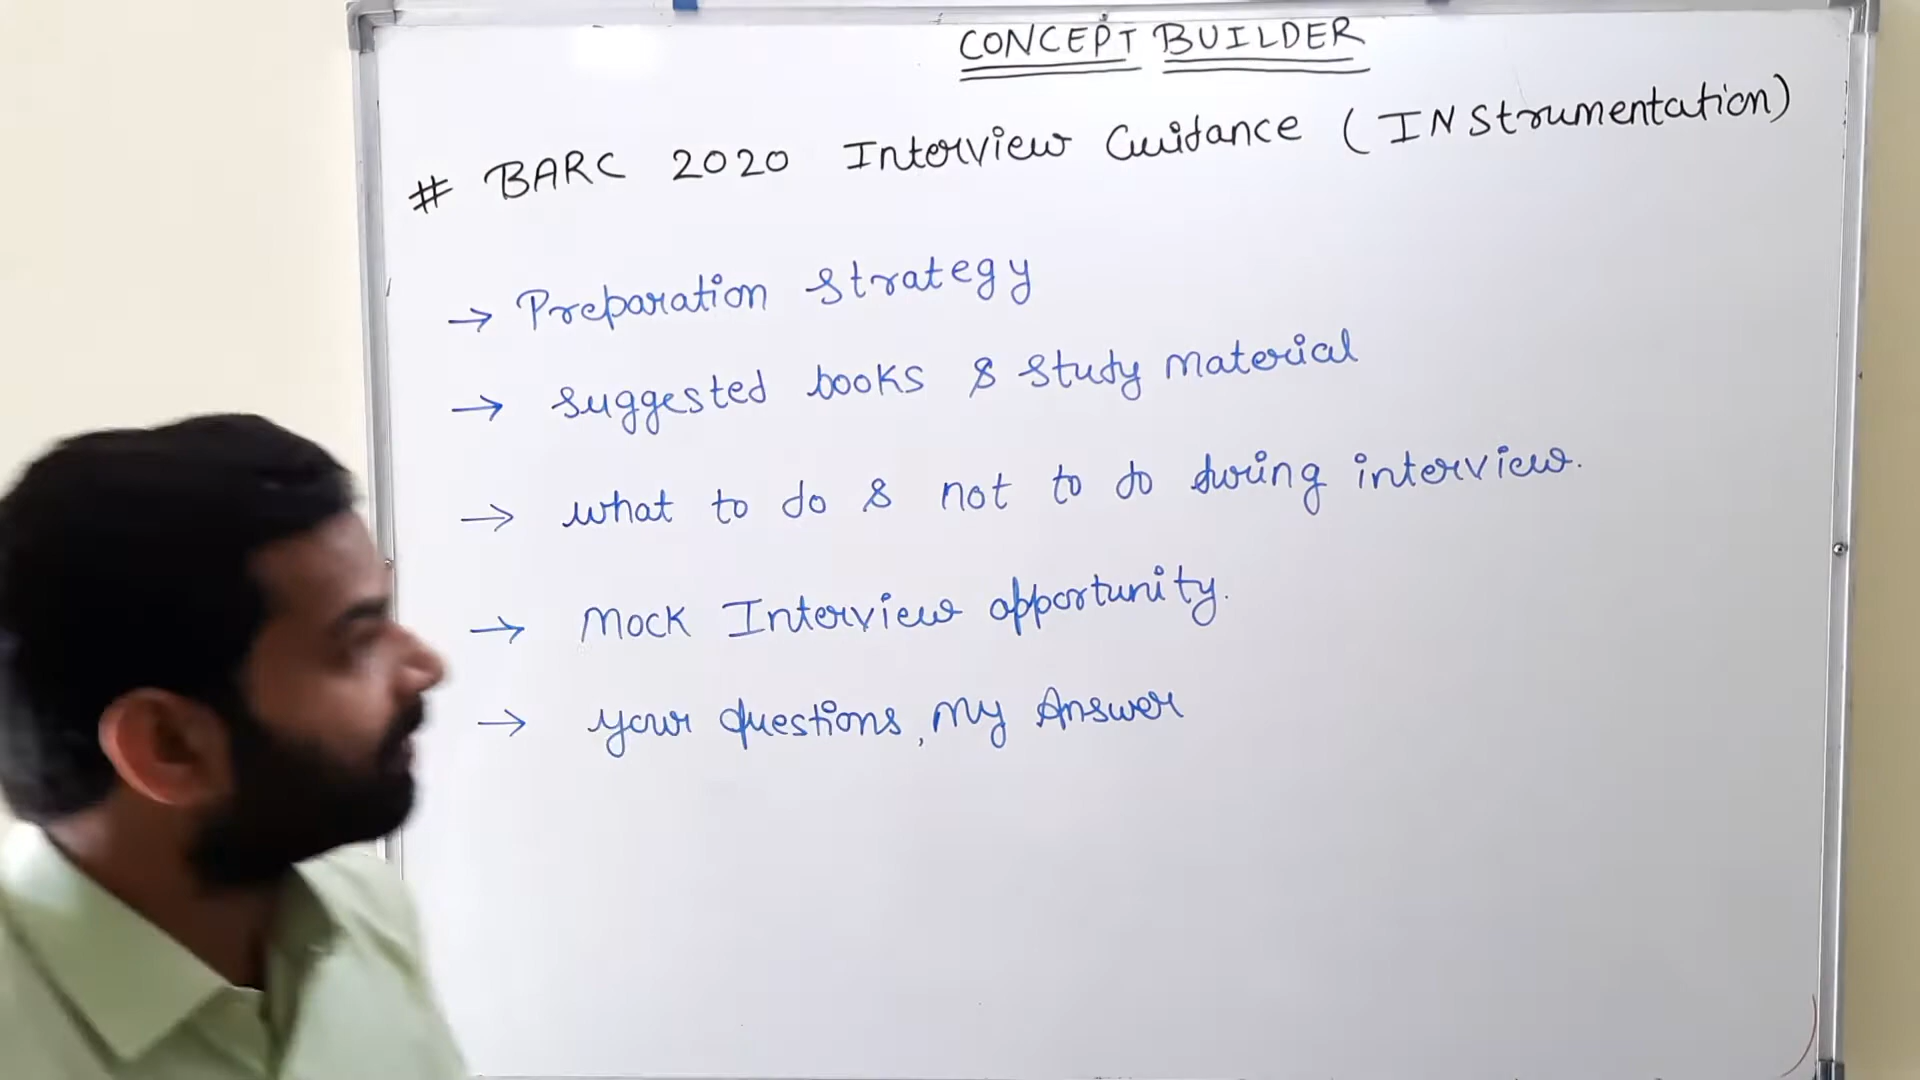 CONCEPT BUILDER
# BARC 2020 Interview Guidance (INStrumentation)
→ Preparation strategy
→ suggested books & study material
→ what to do & not to do during interview.
→ Mock Interview opportunity.
→ your questions, my Answer